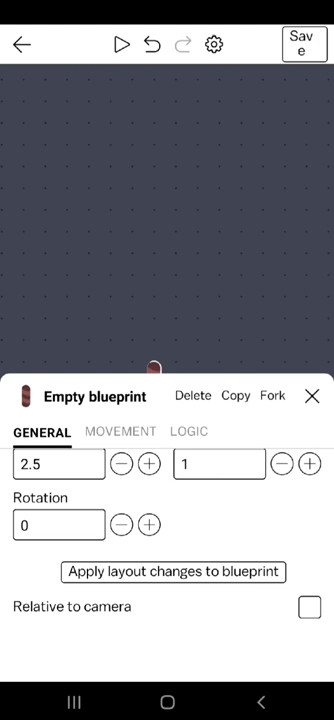 Sav
e
Empty blueprint Delete Copy Fork
GENERAL MOVEMENT LOGIC
2.5 1
Rotation
0
Apply layout changes to blueprint
Relative to camera